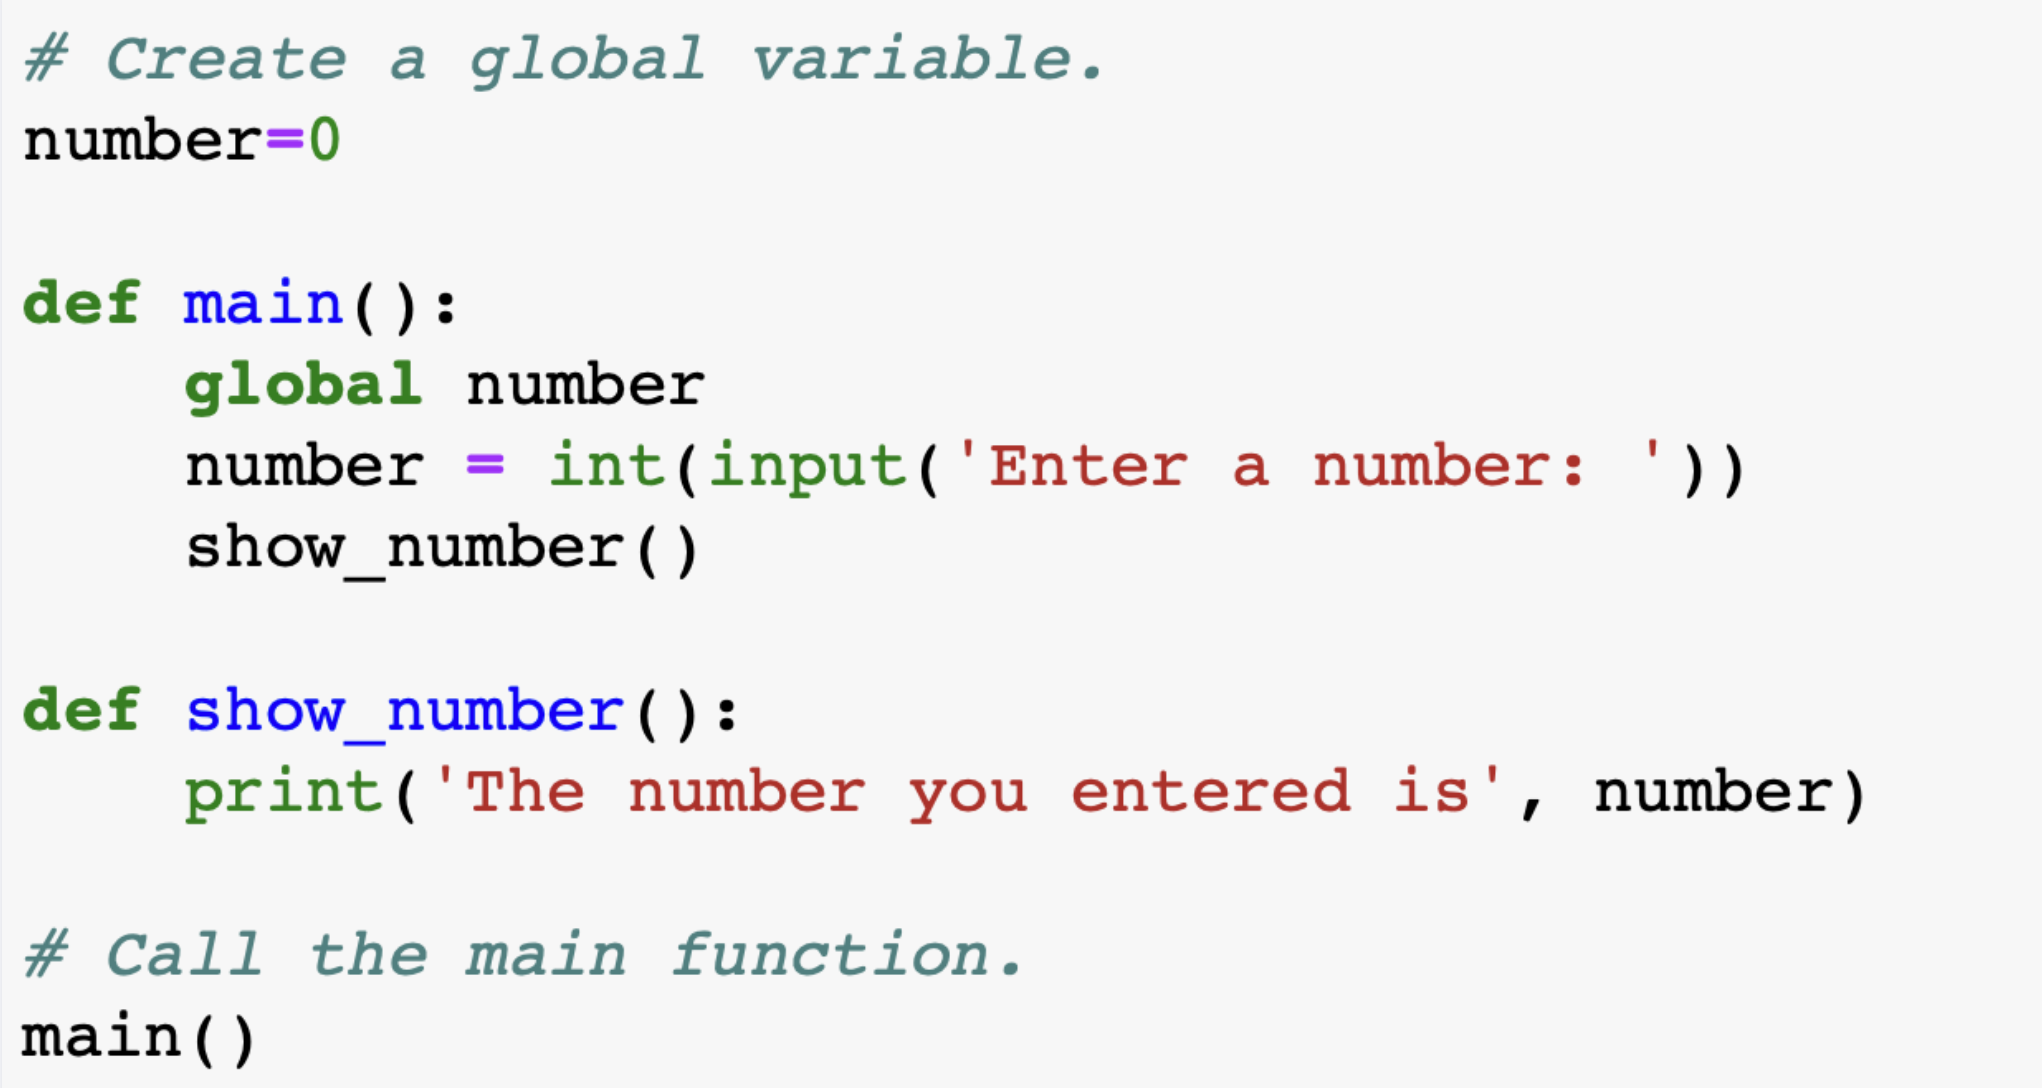 # Create a global variable.
number=0

def main():
    global number
    number = int(input('Enter a number: '))
    show_number()

def show_number():
    print('The number you entered is', number)

# Call the main function.
main()